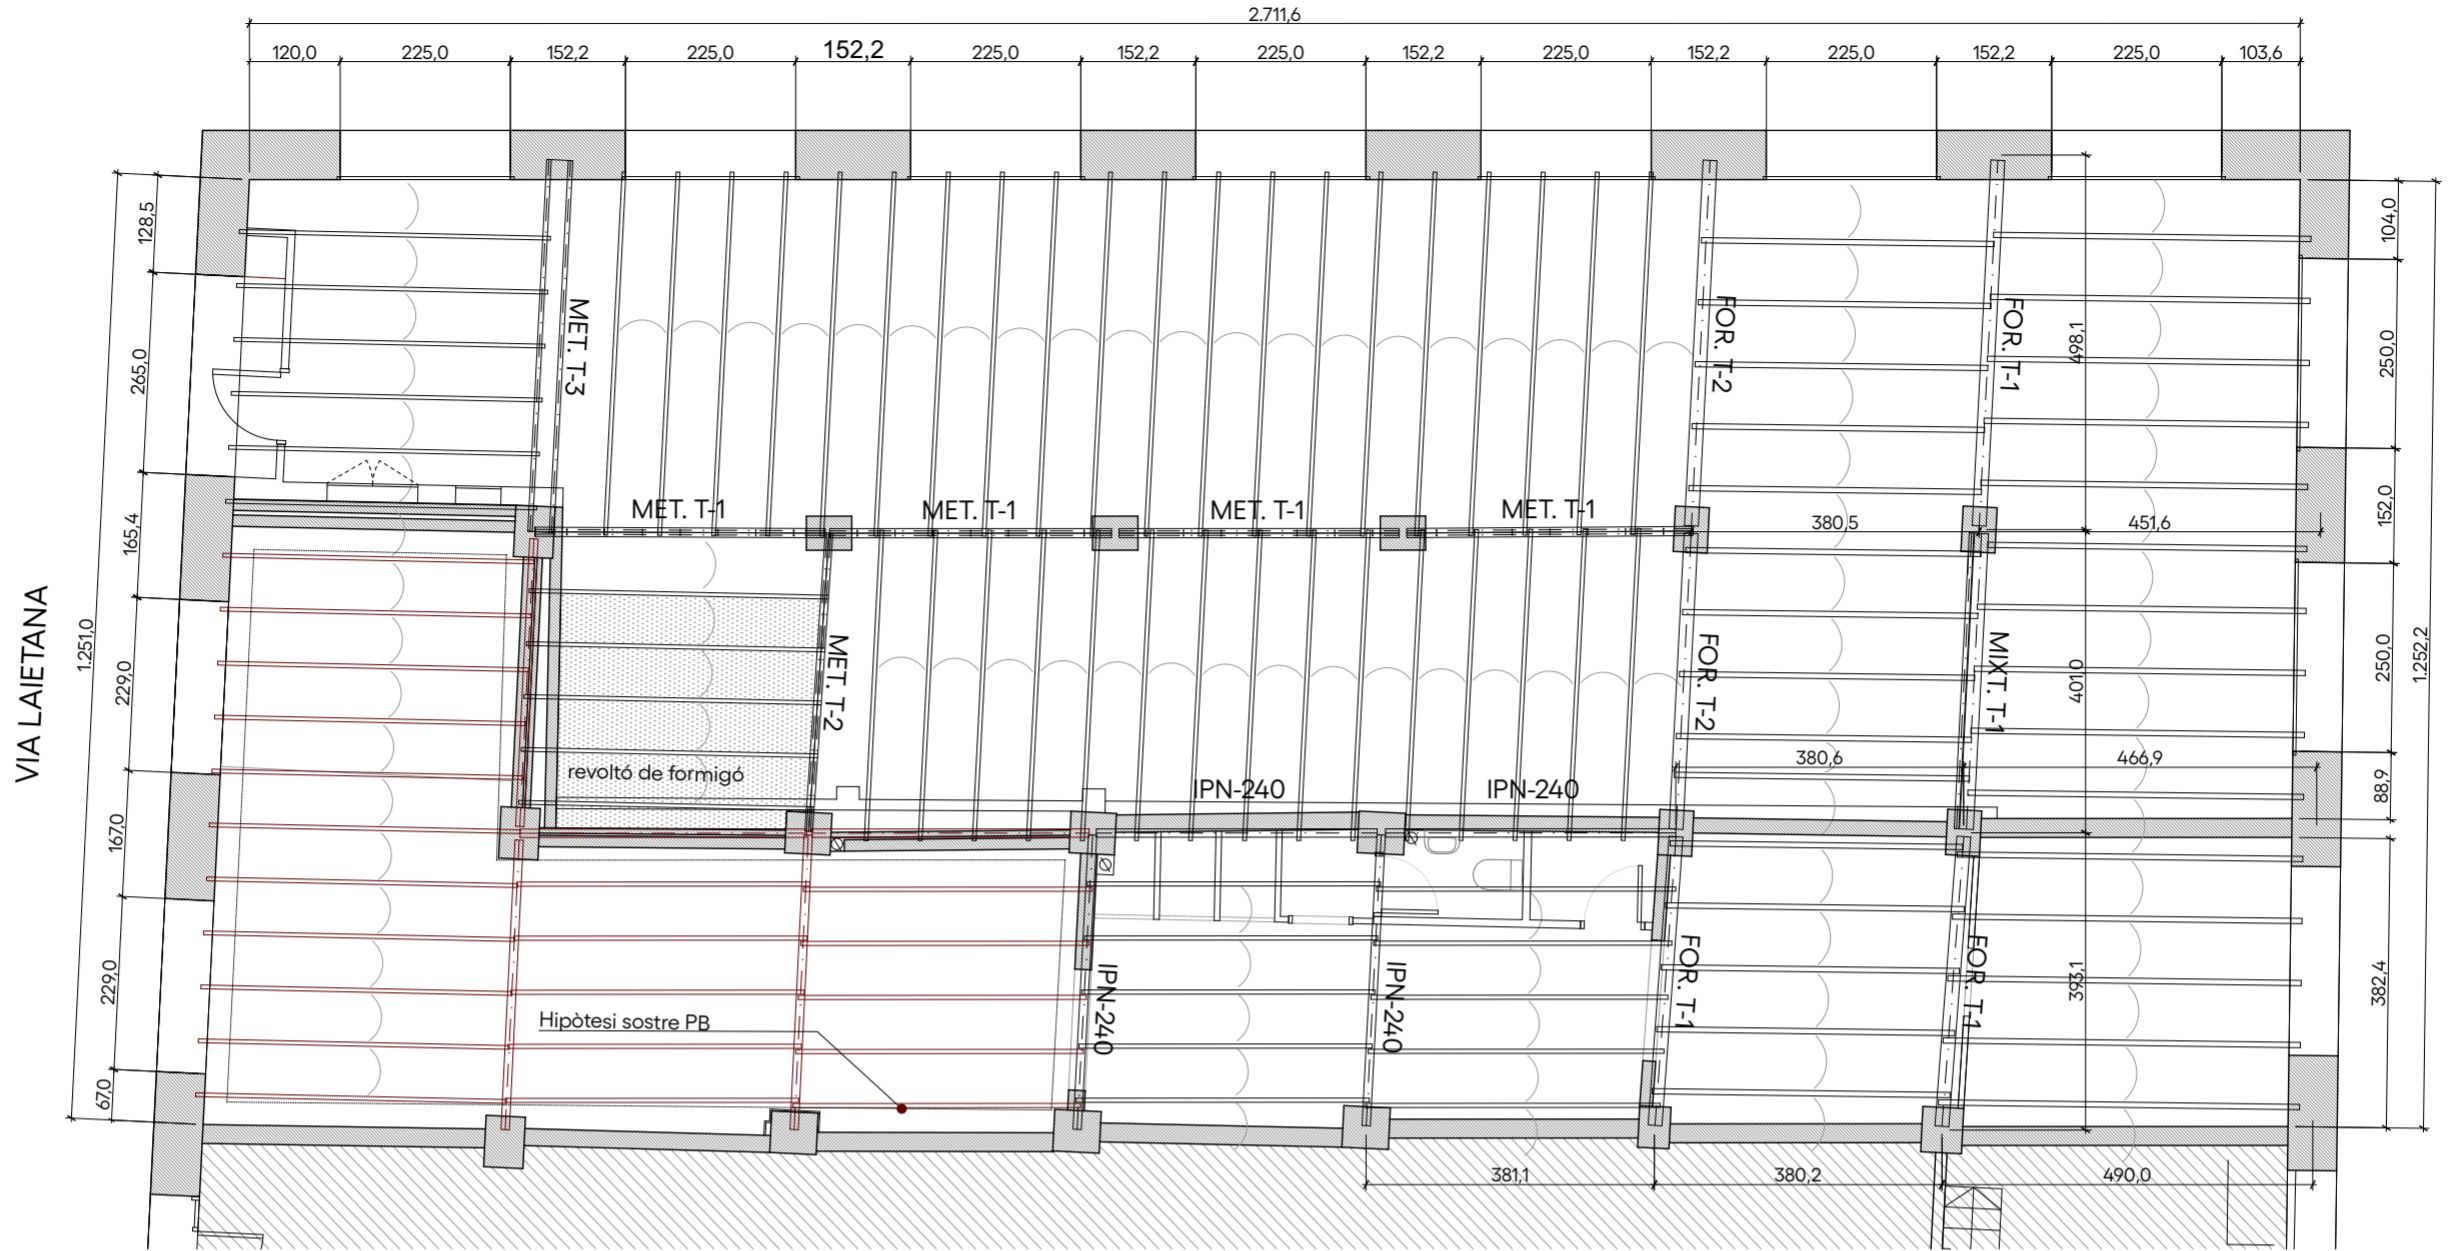 2.711,6
120,0
225,0
152,2
225,0
152,2
225,0
152,2
225,0
152,2
225,0
152,2
225,0
152,2
225,0
103,6
128,5
265,0
165,4
229,0
167,0
229,0
67,0
1.251,0
VIA LAIETANA
MET. T-3
FOR. T-2
FOR. T-1
498,1
104,0
250,0
152,0
250,0
88,9
382,4
1.252,2
MET. T-1
MET. T-1
MET. T-1
MET. T-1
380,5
451,6
MET. T-2
FOR. T-2
MIXT. T-1
401,0
revoltó de formigó
IPN-240
IPN-240
380,6
466,9
IPN-240
IPN-240
FOR. T-1
FOR. T-1
393,1
Hipòtesi sostre PB
381,1
380,2
490,0